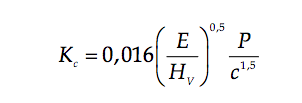 K_c = 0,016 (E / H_V)^0,5 P / c^1,5